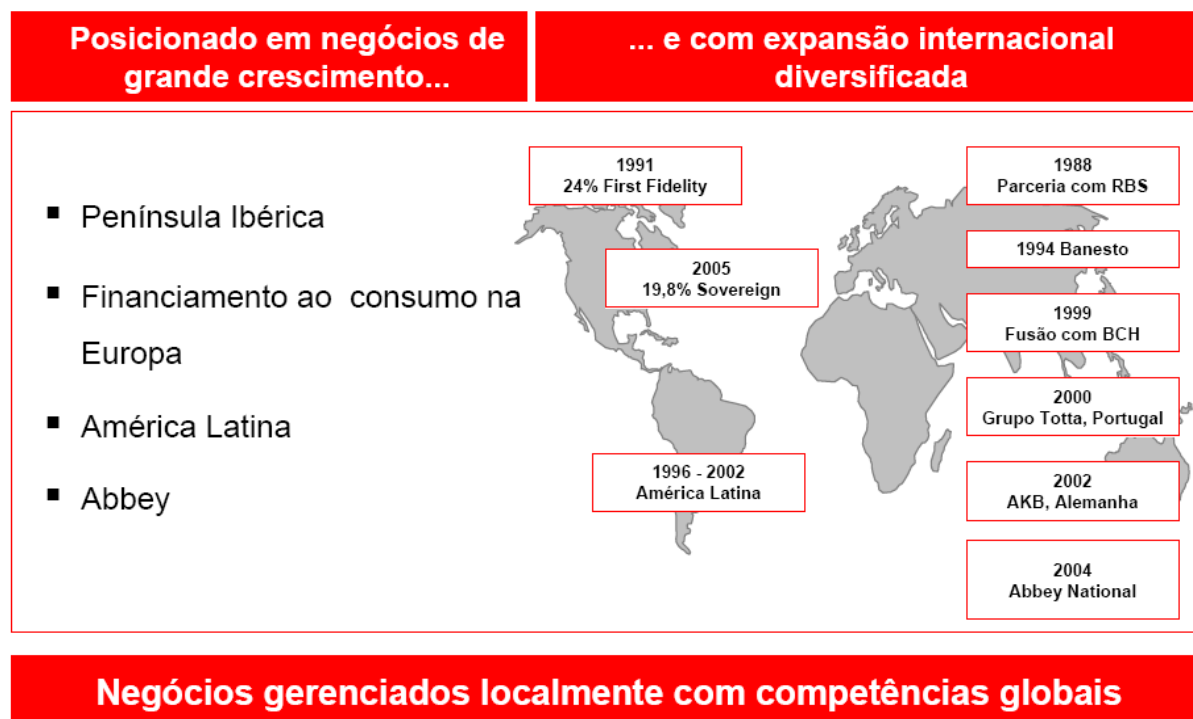 Posicionado em negócios de
grande crescimento...
... e com expansão internacional
diversificada
▪ Península Ibérica
▪ Financiamento ao consumo na
Europa
▪ América Latina
▪ Abbey
1991
24% First Fidelity
2005
19,8% Sovereign
1996 - 2002
América Latina
1988
Parceria com RBS
1994 Banesto
1999
Fusão com BCH
2000
Grupo Totta, Portugal
2002
AKB, Alemanha
2004
Abbey National
Negócios gerenciados localmente com competências globais